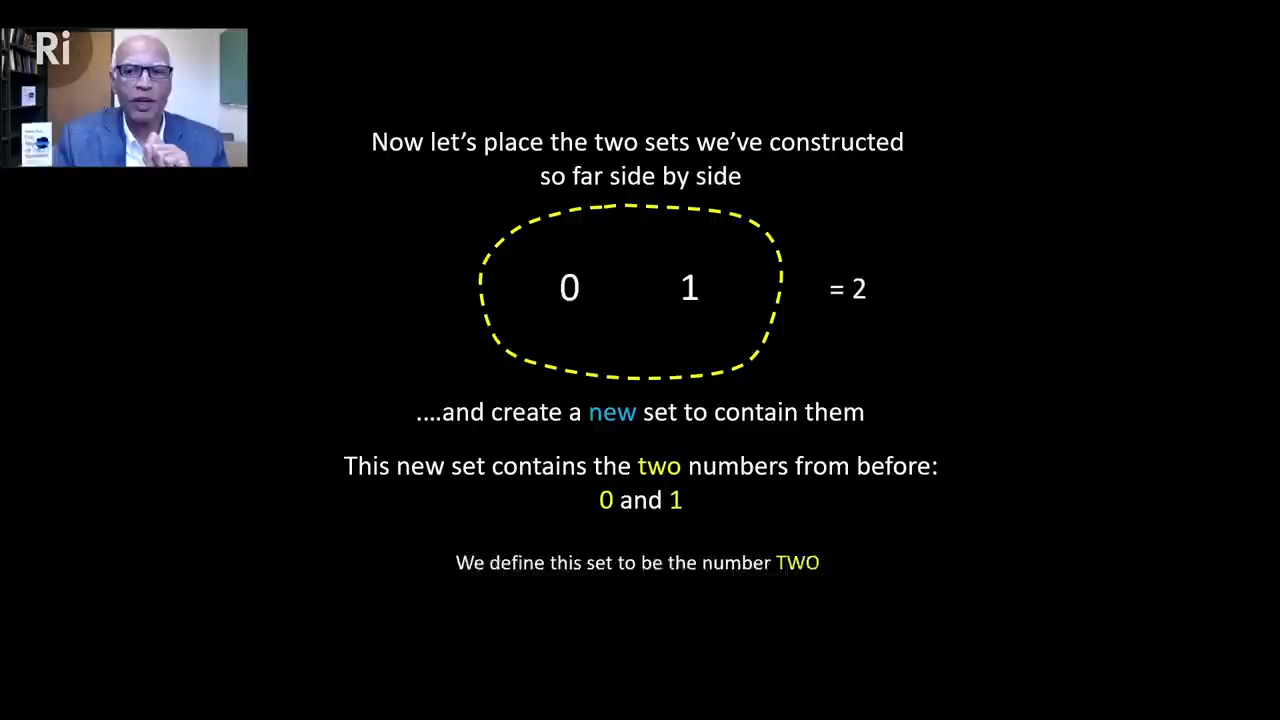 Ri
Now let's place the two sets we've constructed
so far side by side
0 1 = 2
....and create a new set to contain them
This new set contains the two numbers from before:
0 and 1
We define this set to be the number TWO